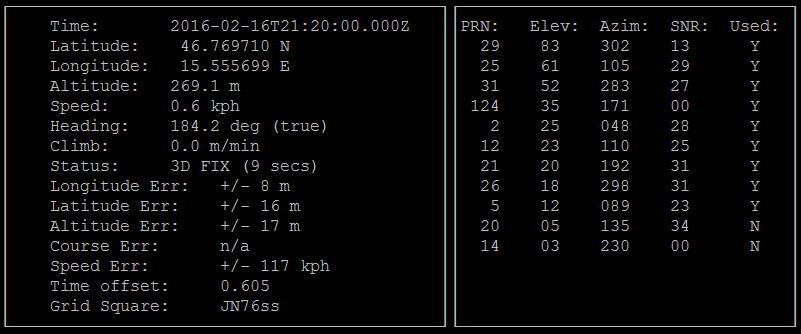 Time: 2016-02-16T21:20:00.000Z
Latitude: 46.769710 N
Longitude: 15.555699 E
Altitude: 269.1 m
Speed: 0.6 kph
Heading: 184.2 deg (true)
Climb: 0.0 m/min
Status: 3D FIX (9 secs)
Longitude Err: +/- 8 m
Latitude Err: +/- 16 m
Altitude Err: +/- 17 m
Course Err: n/a
Speed Err: +/- 117 kph
Time offset: 0.605
Grid Square: JN76ss
PRN: Elev: Azim: SNR: Used:
29 83 302 13 Y
25 61 105 29 Y
31 52 283 27 Y
124 35 171 00 Y
2 25 048 28 Y
12 23 110 25 Y
21 20 192 31 Y
26 18 298 31 Y
5 12 089 23 Y
20 05 135 34 N
14 03 230 00 N